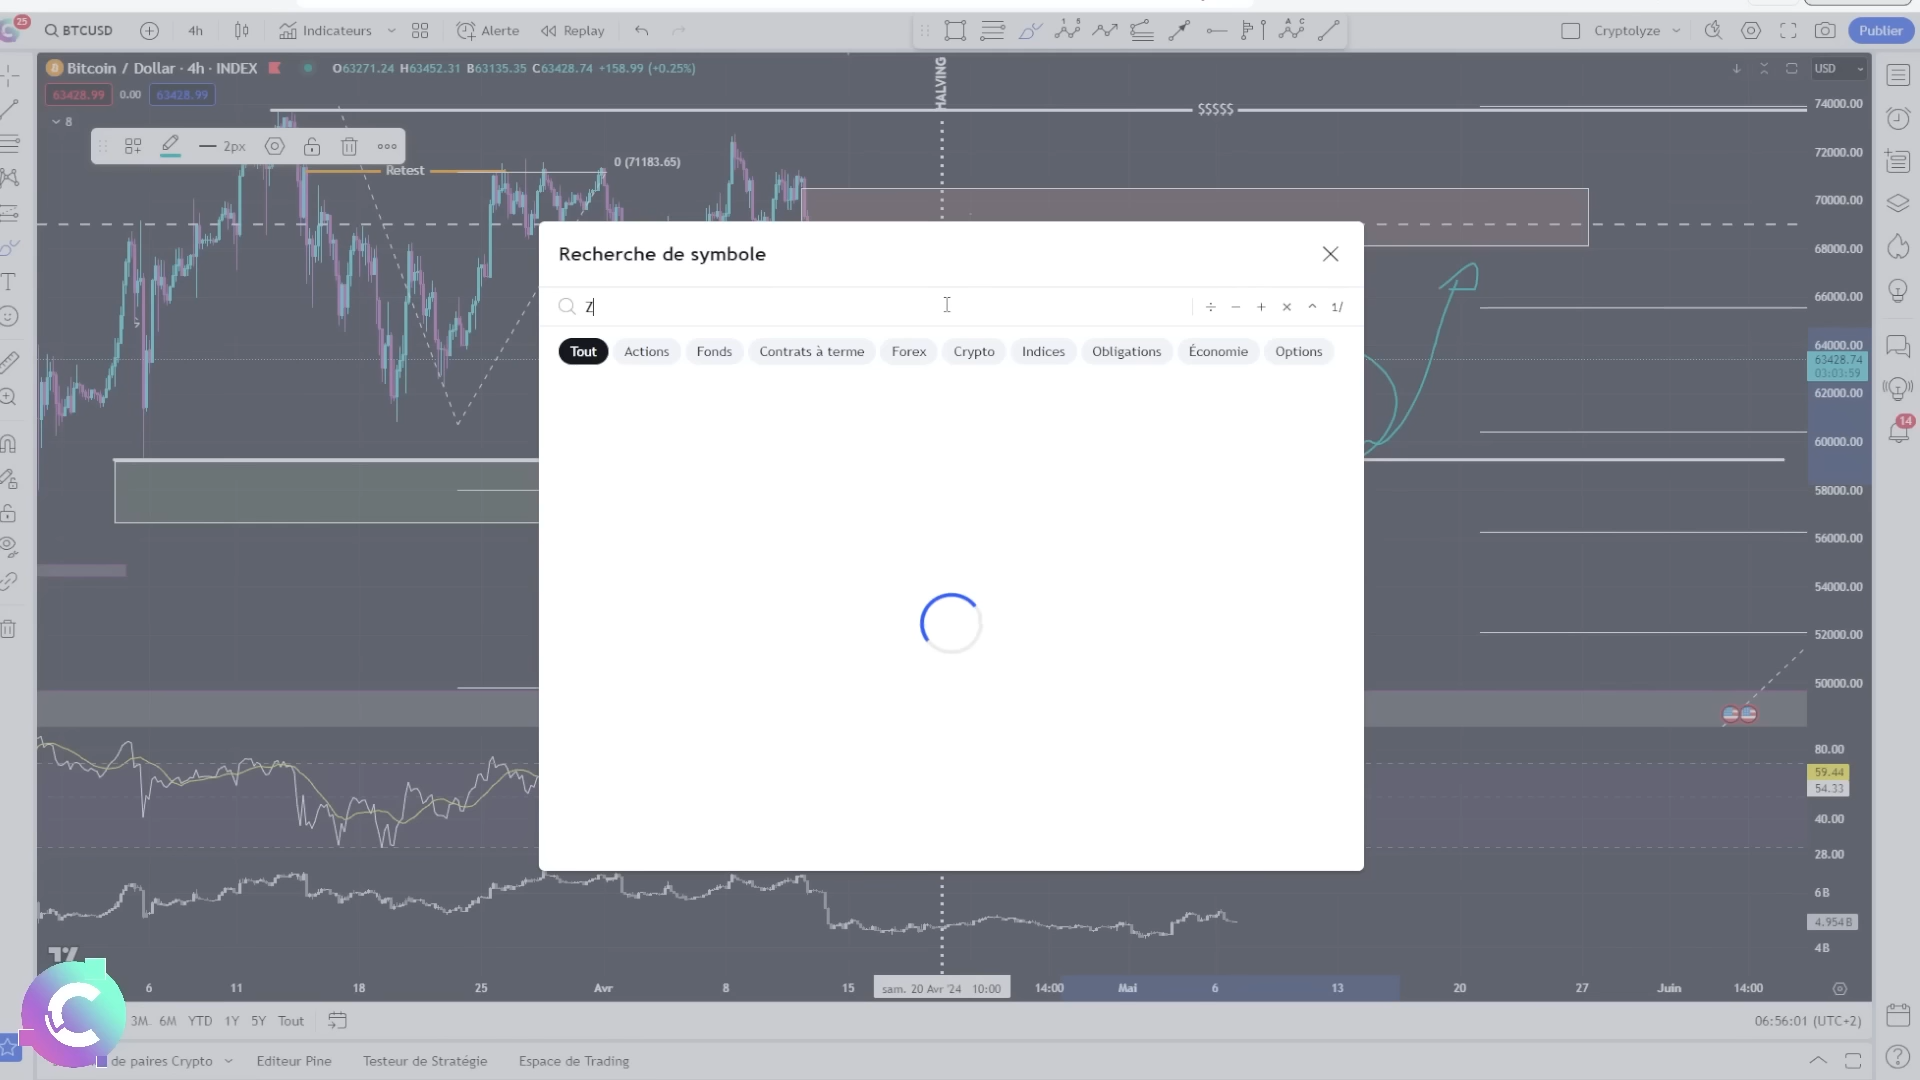 25
BTCUSD
4h
Indicateurs
Alerte
Replay
Cryptolyze
Publier
Bitcoin / Dollar · 4h · INDEX
O63271.24 H63452.31 B63135.35 C63428.74 +158.99 (+0.25%)
USD
63428.99
0.00
63428.99
8
2px
Retest
0 (71183.65)
HALVING
$$$$$
74000.00
72000.00
70000.00
68000.00
66000.00
64000.00
63428.74
03:03:59
62000.00
60000.00
58000.00
56000.00
54000.00
52000.00
50000.00
80.00
59.44
54.33
40.00
28.00
6B
4.954B
4B
14
Recherche de symbole
Z
÷ − + × ^ 1/
Tout
Actions
Fonds
Contrats à terme
Forex
Crypto
Indices
Obligations
Économie
Options
6
11
18
25
Avr
8
15
sam. 20 Avr '24 10:00
14:00
Mai
6
13
20
27
Juin
14:00
3M
6M
YTD
1Y
5Y
Tout
06:56:01 (UTC+2)
de paires Crypto
Editeur Pine
Testeur de Stratégie
Espace de Trading